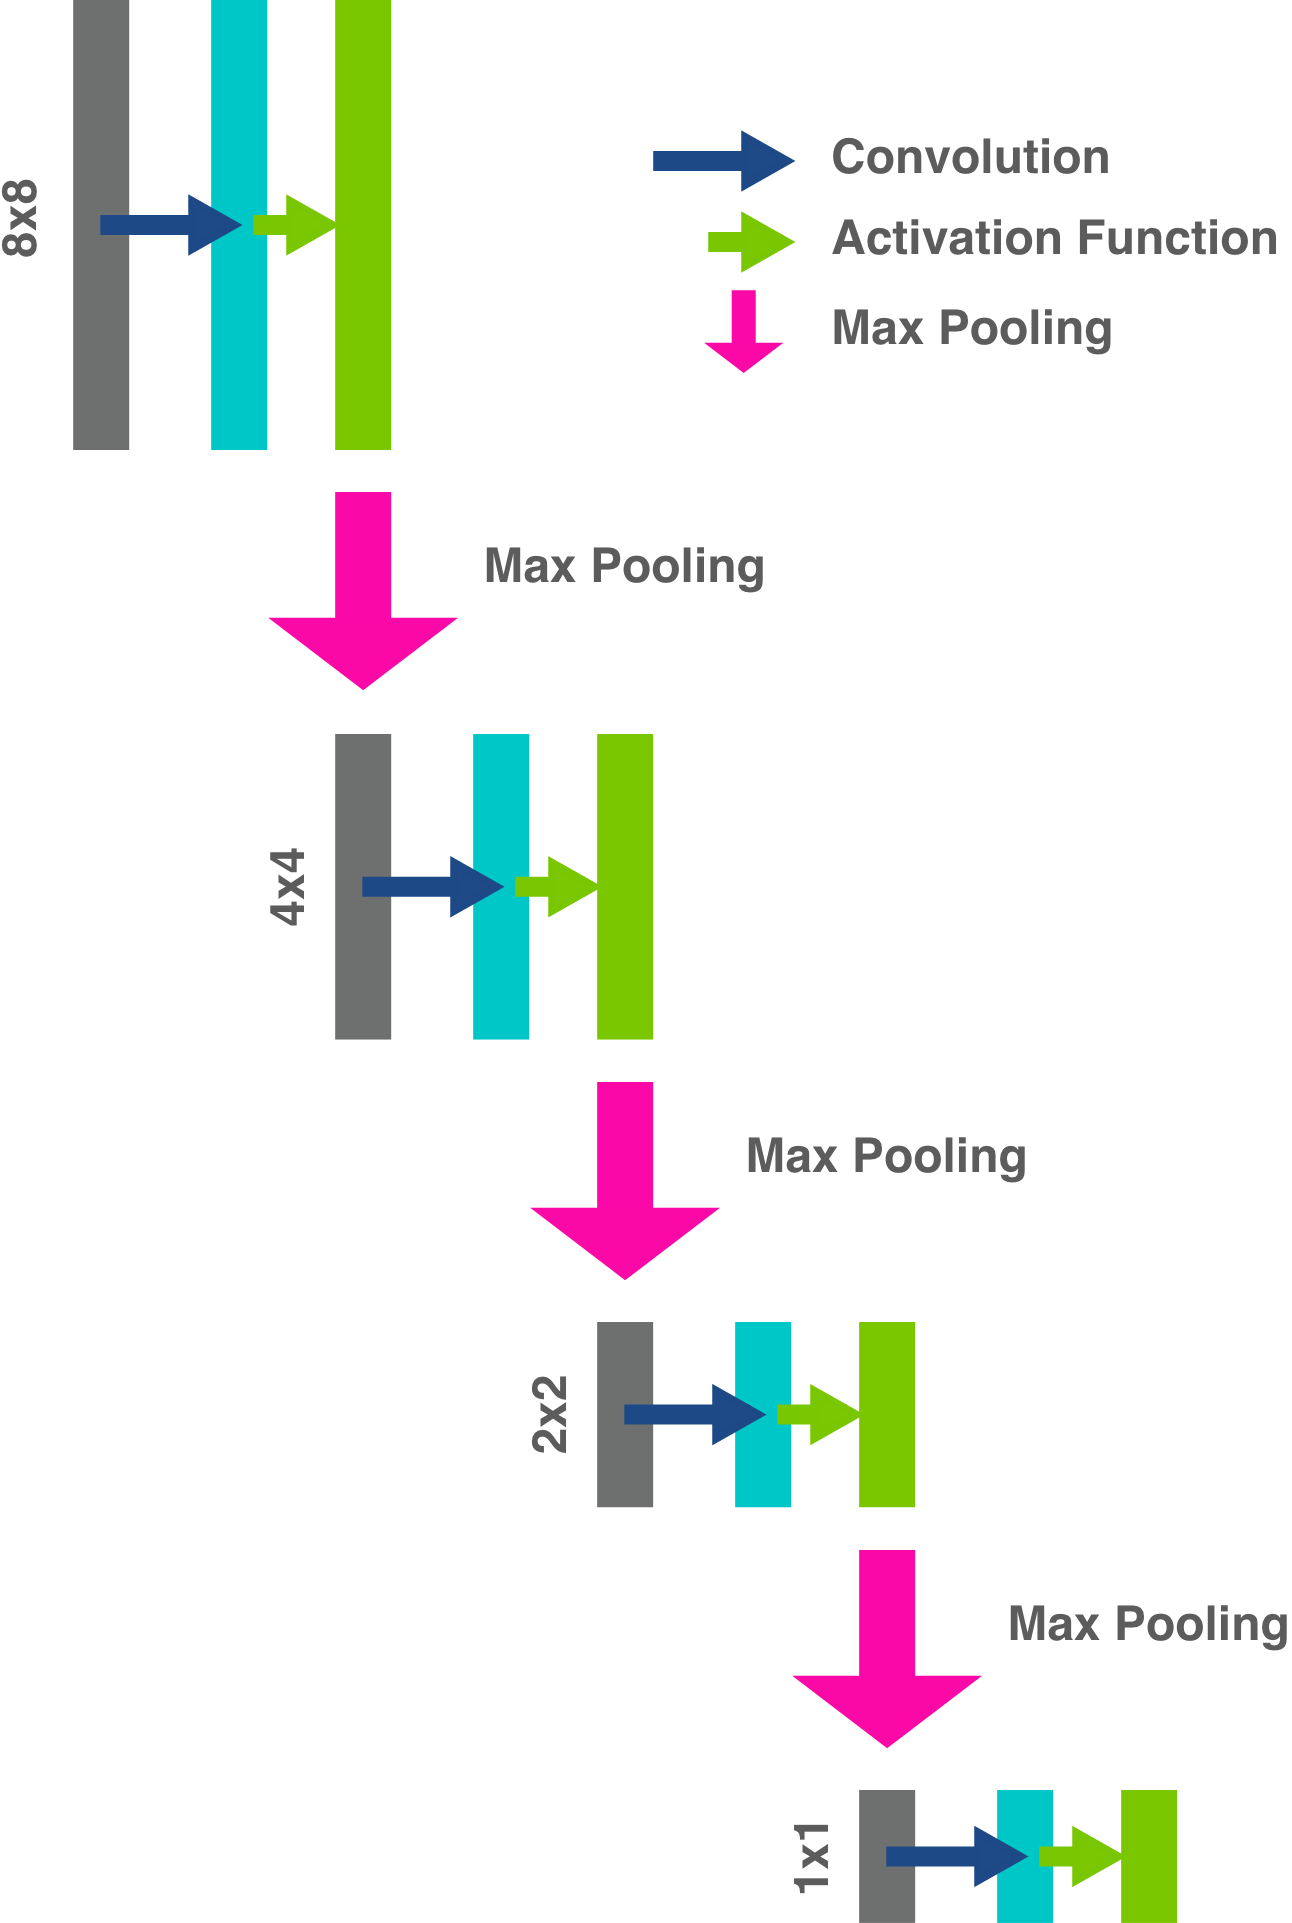 8x8
Convolution
Activation Function
Max Pooling
Max Pooling
4x4
Max Pooling
2x2
Max Pooling
1x1